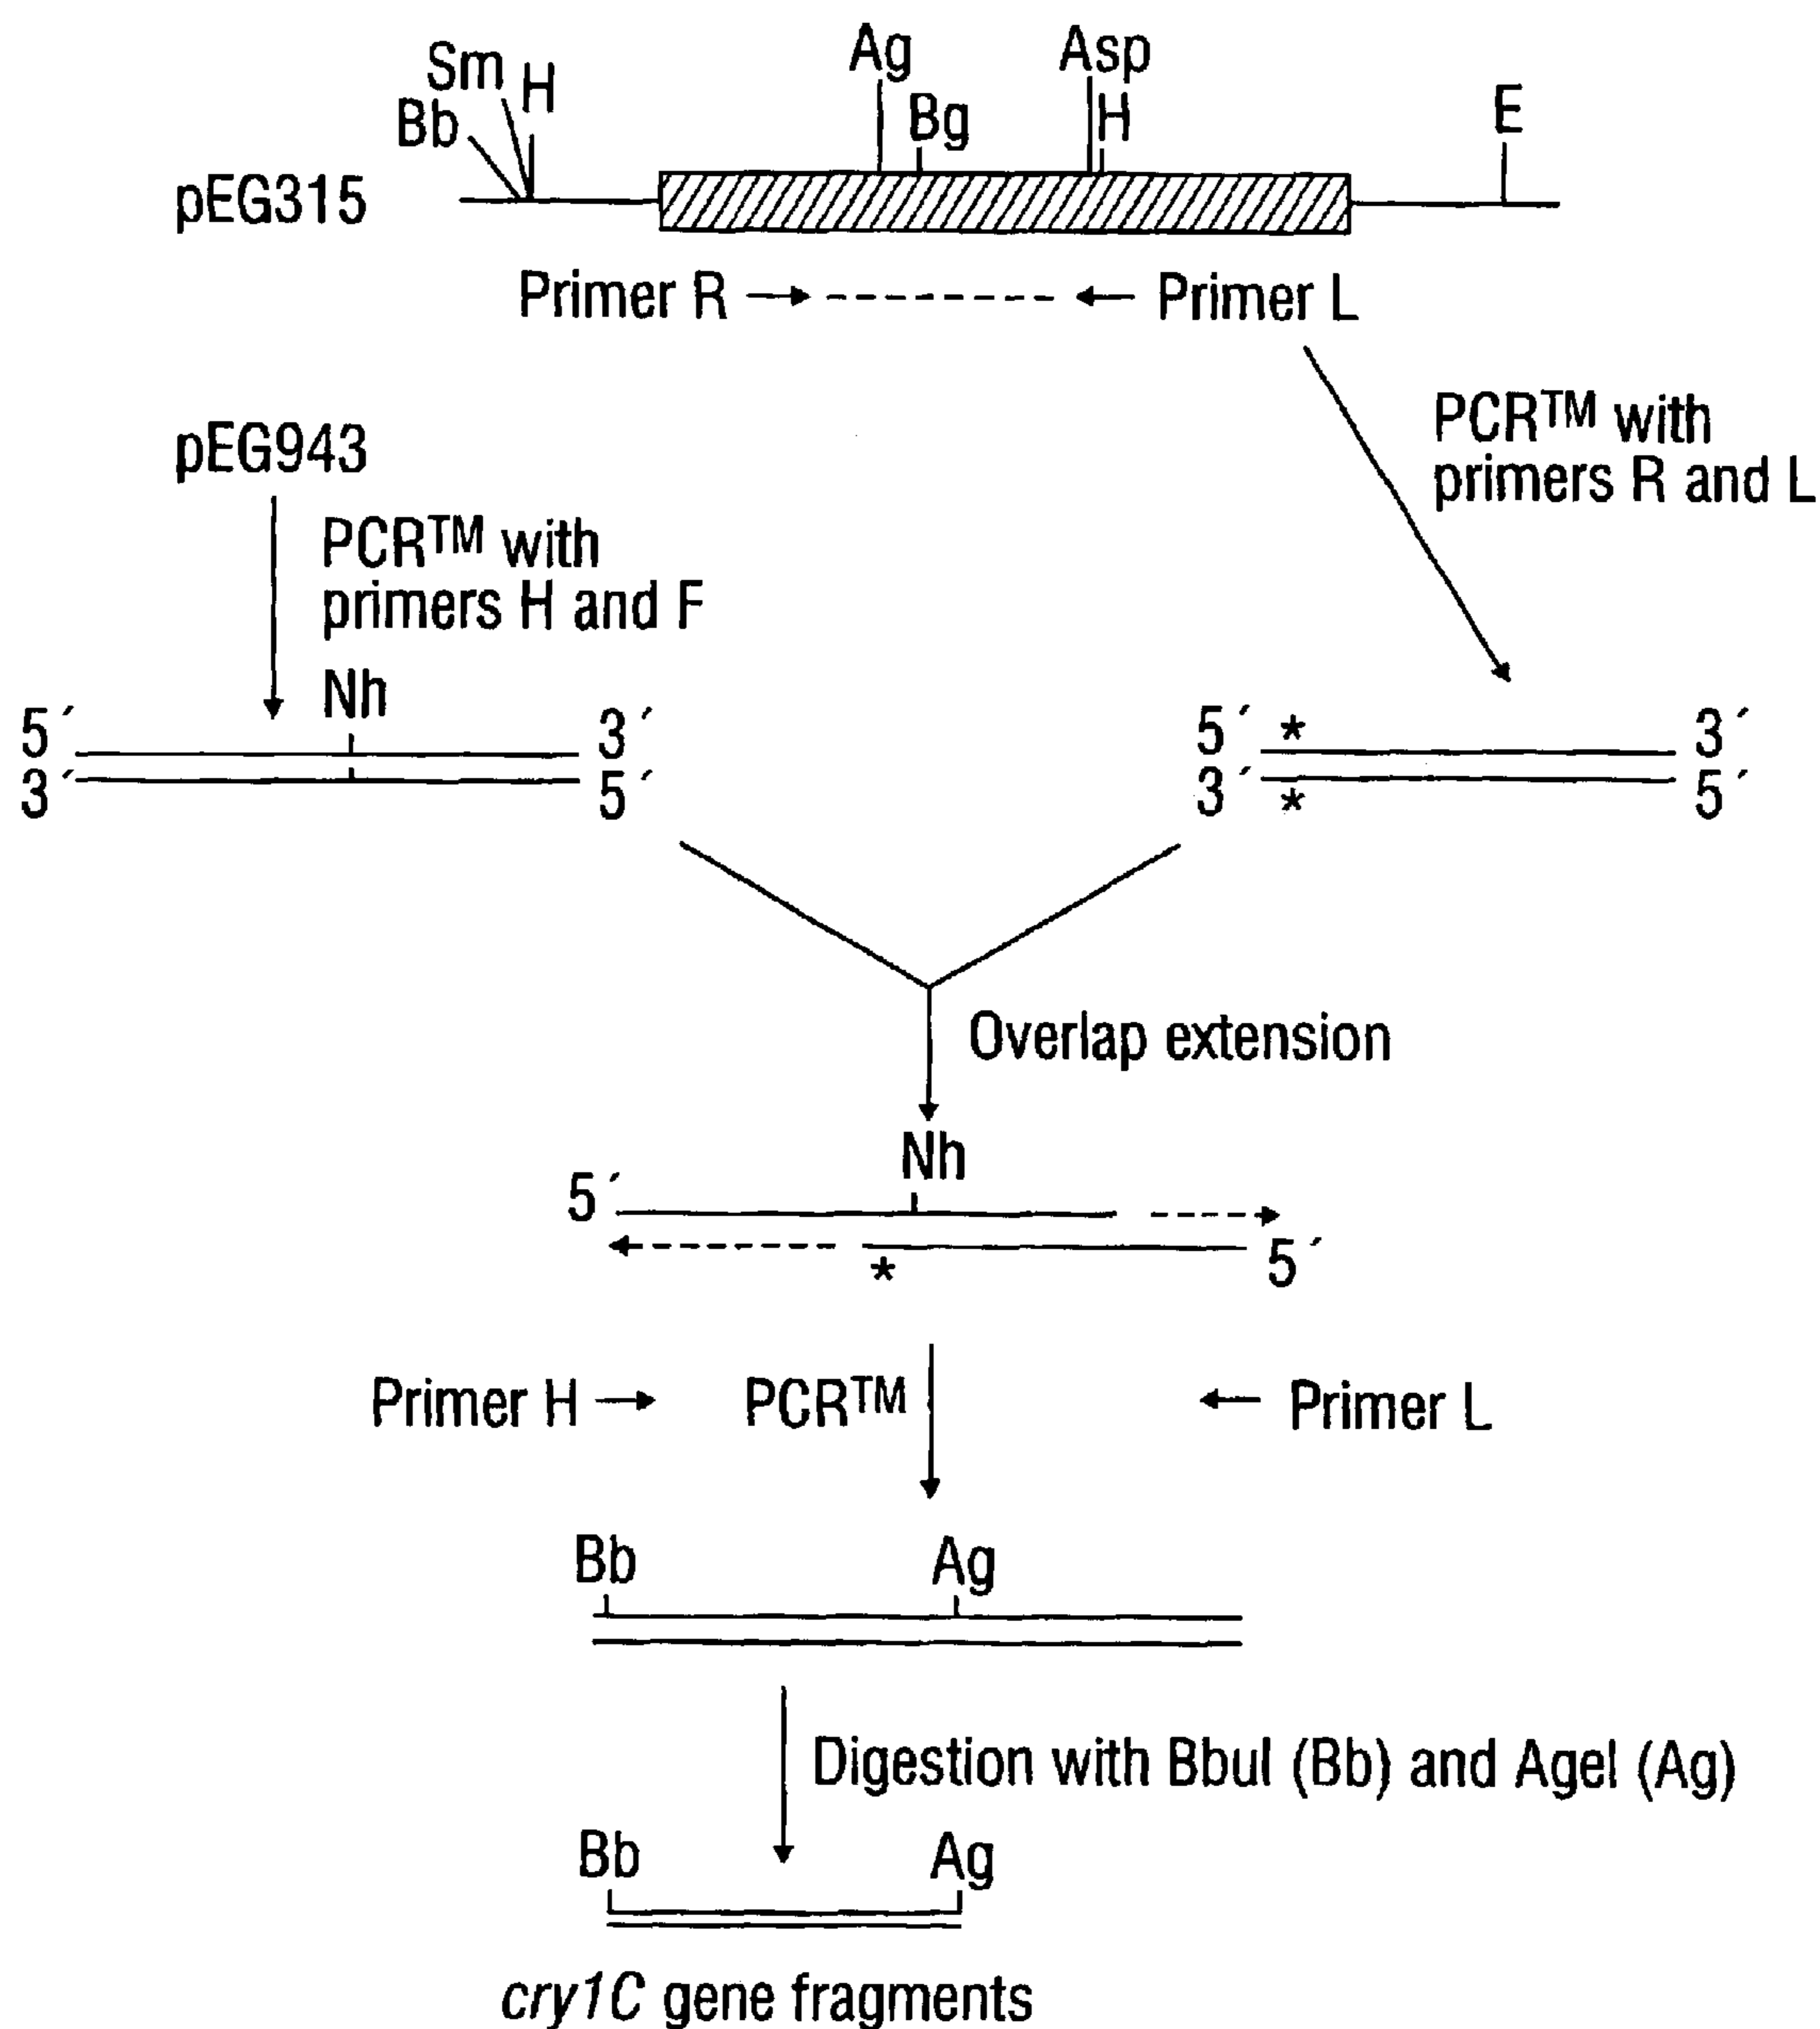 Sm H Ag Asp
Bb Bg H E
pEG315
Primer R Primer L
PCR™ with
primers R and L
pEG943
PCR™ with
primers H and F
Nh
5´ 3´
3´ 5´
5´ * 3´
3´ * 5´
Overlap extension
Nh
5´
* 5´
Primer H PCR™ Primer L
Bb Ag
Digestion with BbuI (Bb) and AgeI (Ag)
Bb Ag
cry1C gene fragments